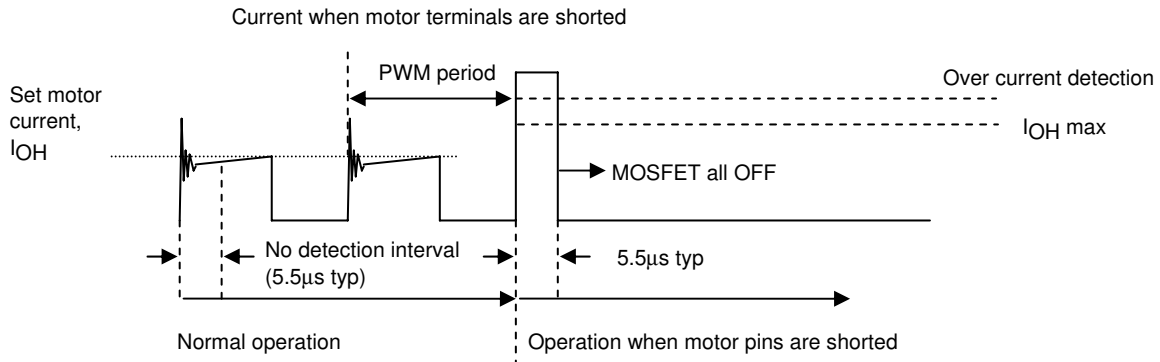 Current when motor terminals are shorted
PWM period
Over current detection
Set motor
current,
IOH
IOH max
MOSFET all OFF
No detection interval
(5.5μs typ)
5.5μs typ
Normal operation
Operation when motor pins are shorted